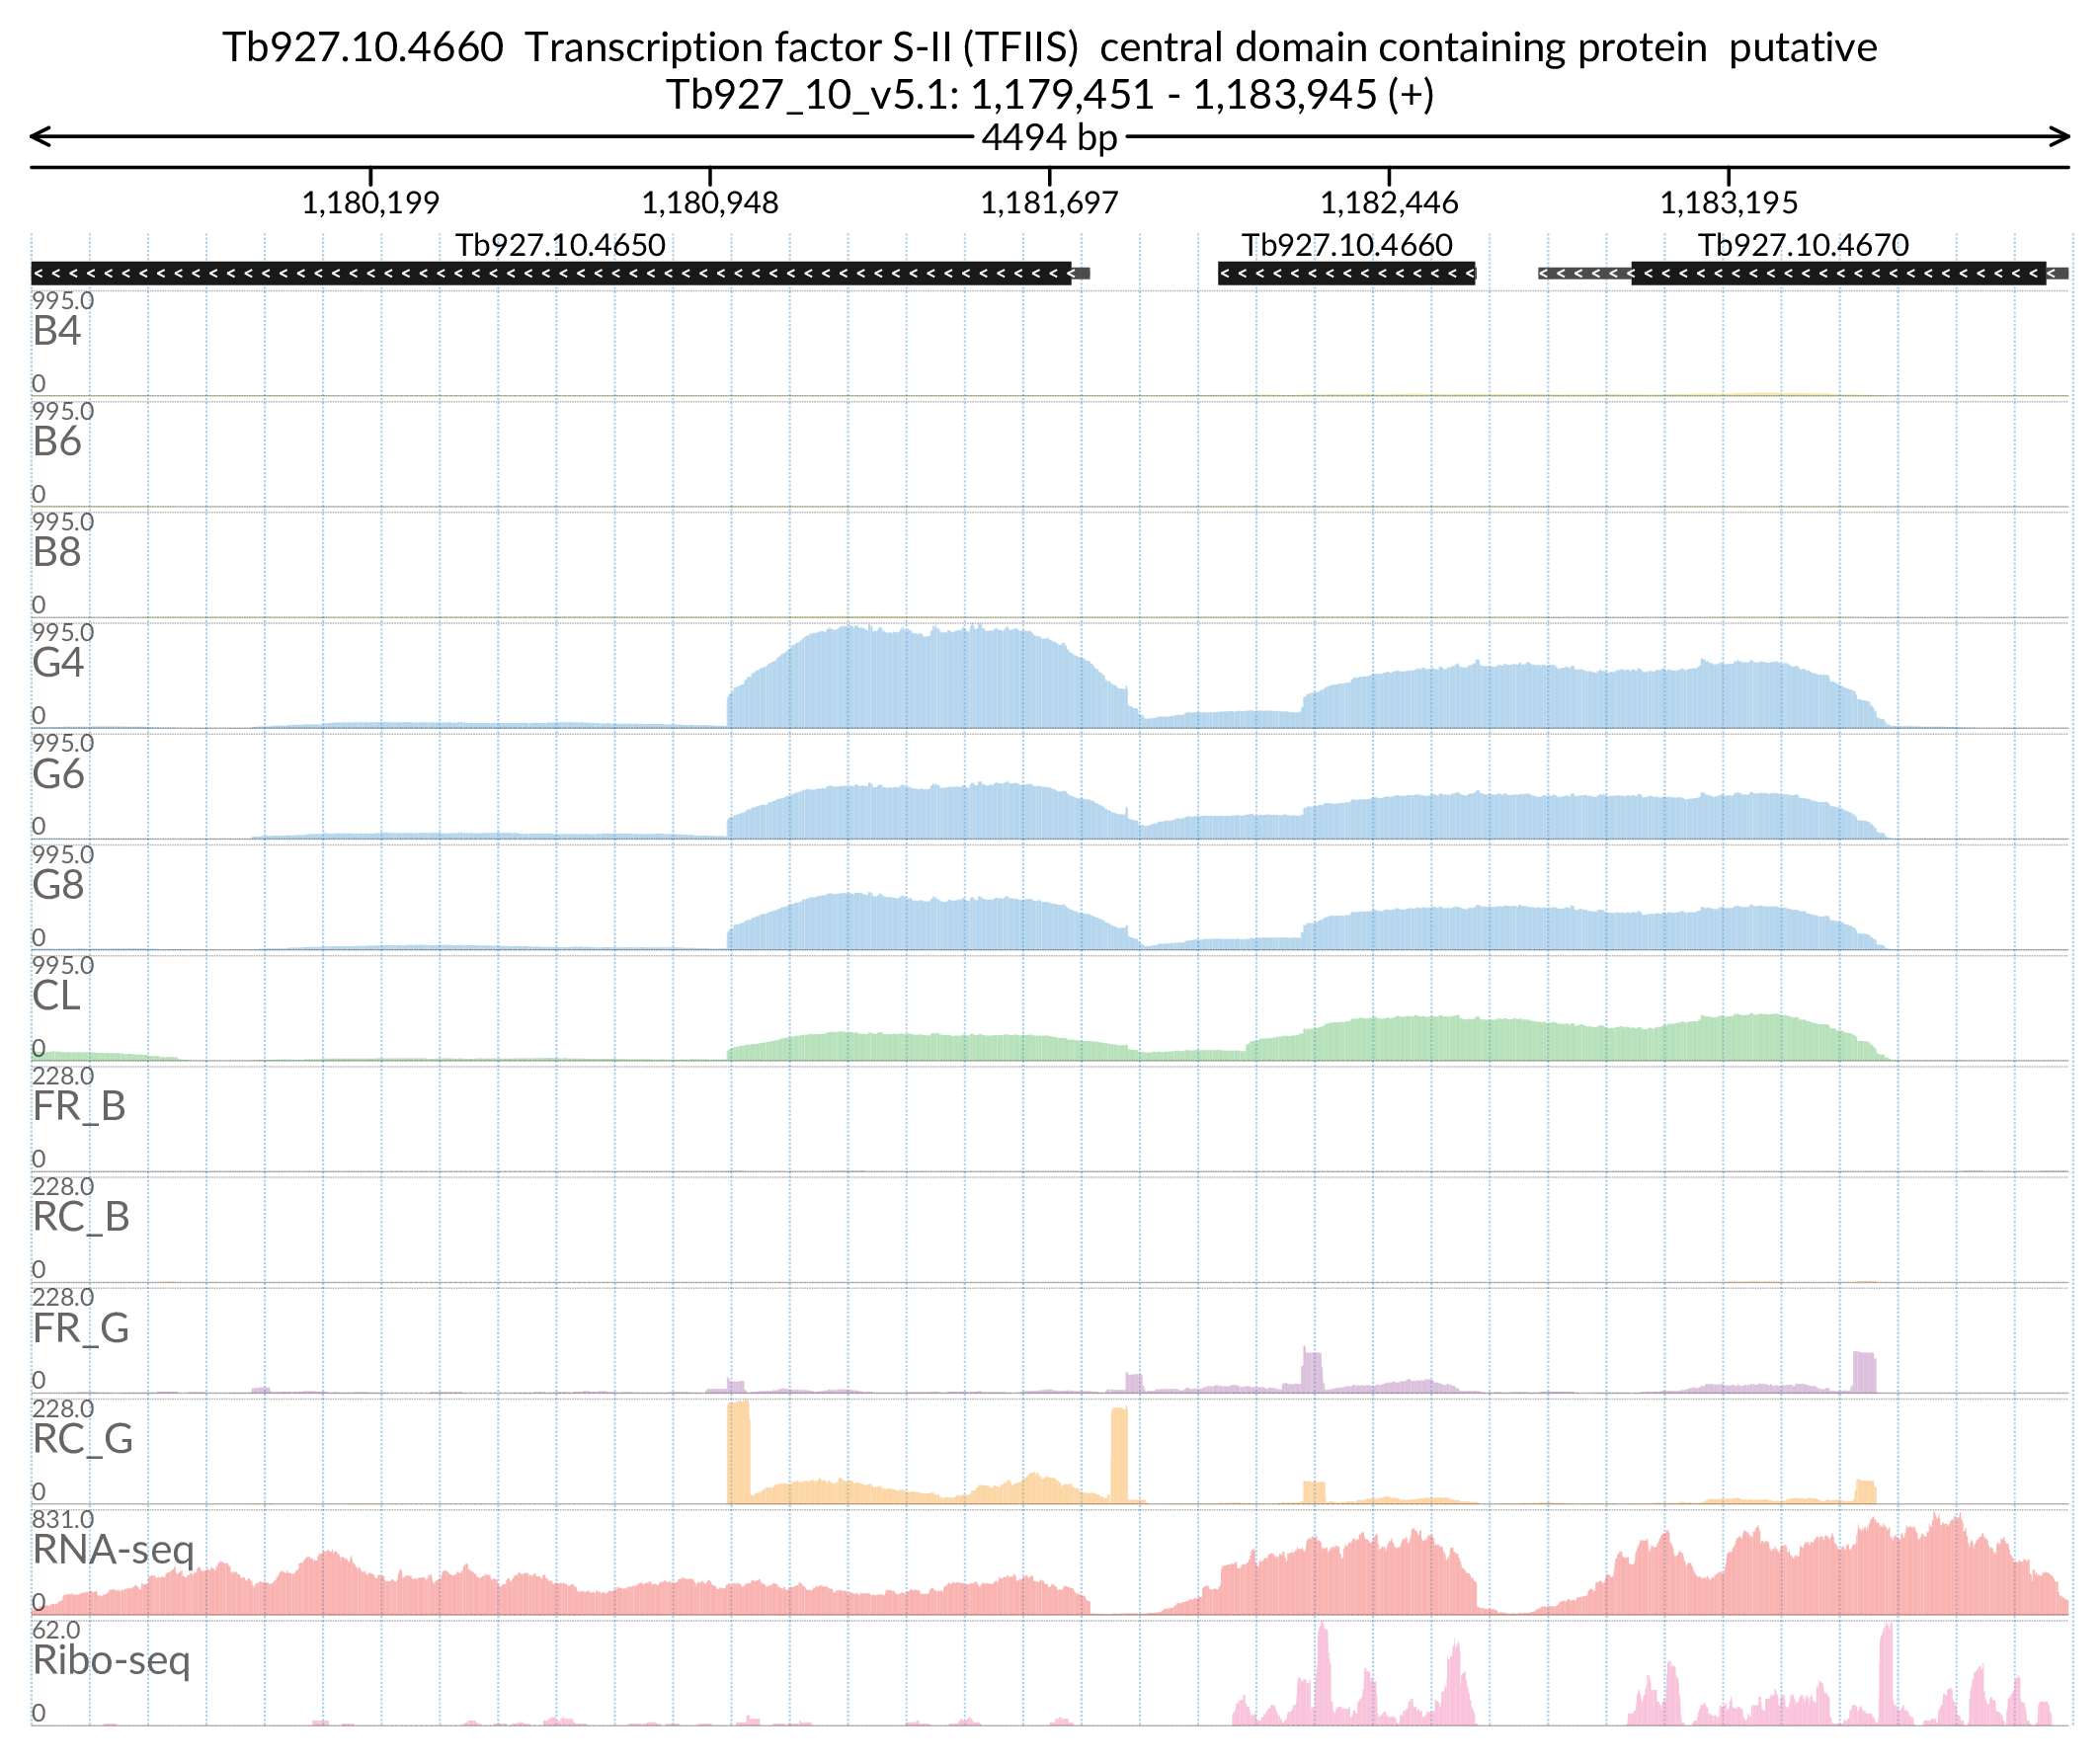 Tb927.10.4660  Transcription factor S-II (TFIIS)  central domain containing protein  putative
Tb927_10_v5.1: 1,179,451 - 1,183,945 (+)
4494 bp
1,180,199 1,180,948 1,181,697 1,182,446 1,183,195
Tb927.10.4650 Tb927.10.4660 Tb927.10.4670
995.0
B4
0
995.0
B6
0
995.0
B8
0
995.0
G4
0
995.0
G6
0
995.0
G8
0
995.0
CL
0
228.0
FR_B
0
228.0
RC_B
0
228.0
FR_G
0
228.0
RC_G
0
831.0
RNA-seq
0
62.0
Ribo-seq
0